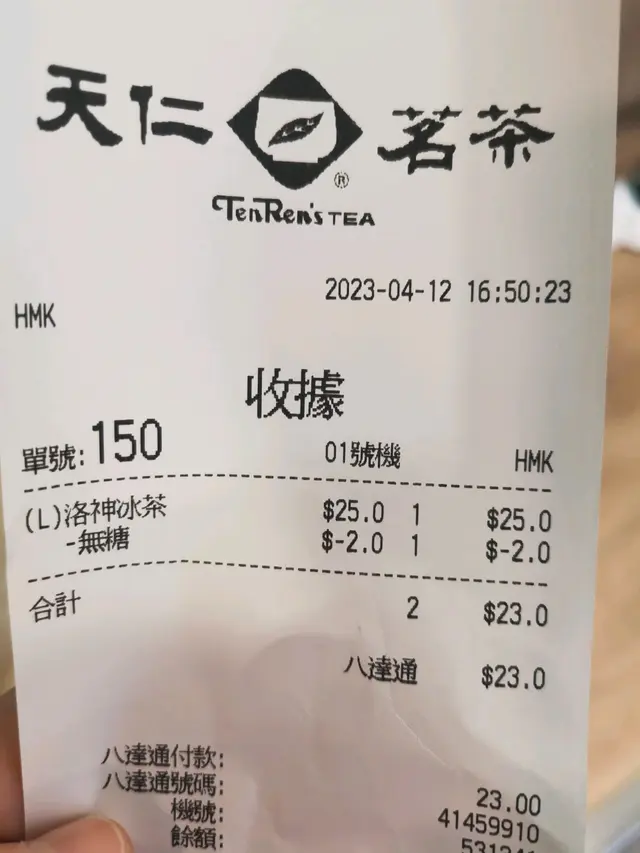 天仁茗茶
®
TenRen's TEA
2023-04-12 16:50:23
HMK
收據
單號:150 01號機 HMK
(L)洛神冰茶 $25.0 1 $25.0
-無糖 $-2.0 1 $-2.0
合計 2 $23.0
八達通 $23.0
八達通付款: 23.00
八達通號碼: 41459910
機號:
餘額: